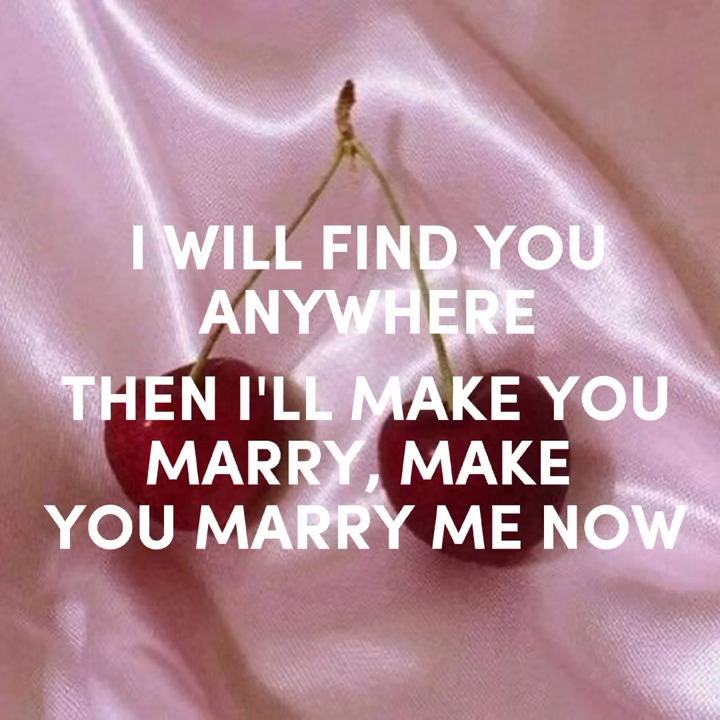 I WILL FIND YOU
ANYWHERE
THEN I'LL MAKE YOU
MARRY, MAKE
YOU MARRY ME NOW